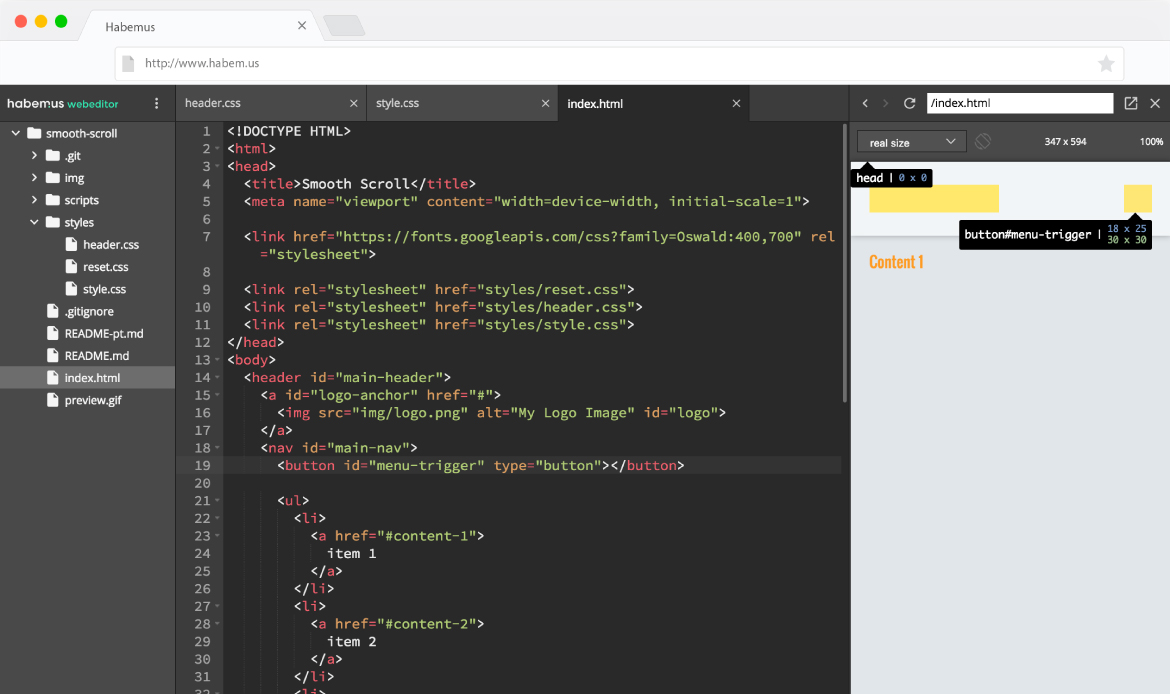 Habemus
http://www.habem.us
habemus webeditor
header.css
style.css
index.html
/index.html
real size
347 x 594
100%
smooth-scroll
.git
img
scripts
styles
header.css
reset.css
style.css
.gitignore
README-pt.md
README.md
index.html
preview.gif
1 <!DOCTYPE HTML>
2 <html>
3 <head>
4 <title>Smooth Scroll</title>
5 <meta name="viewport" content="width=device-width, initial-scale=1">
6
7 <link href="https://fonts.googleapis.com/css?family=Oswald:400,700" rel
="stylesheet">
8
9 <link rel="stylesheet" href="styles/reset.css">
10 <link rel="stylesheet" href="styles/header.css">
11 <link rel="stylesheet" href="styles/style.css">
12 </head>
13 <body>
14 <header id="main-header">
15 <a id="logo-anchor" href="#">
16 <img src="img/logo.png" alt="My Logo Image" id="logo">
17 </a>
18 <nav id="main-nav">
19 <button id="menu-trigger" type="button"></button>
20
21 <ul>
22 <li>
23 <a href="#content-1">
24 item 1
25 </a>
26 </li>
27 <li>
28 <a href="#content-2">
29 item 2
30 </a>
31 </li>
32 <li>
head | 0 x 0
button#menu-trigger | 18 x 25
30 x 30
Content 1